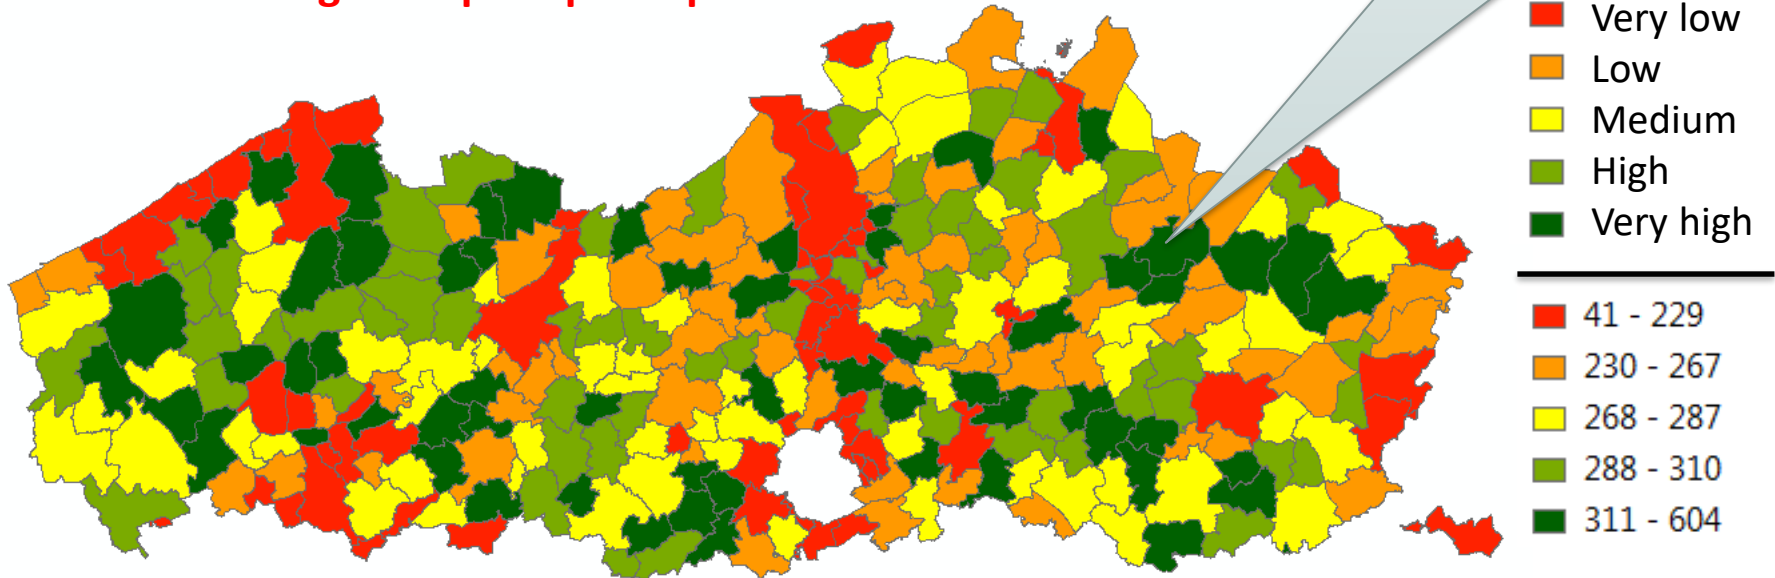 Very low
Low
Medium
High
Very high
41 - 229
230 - 267
268 - 287
288 - 310
311 - 604